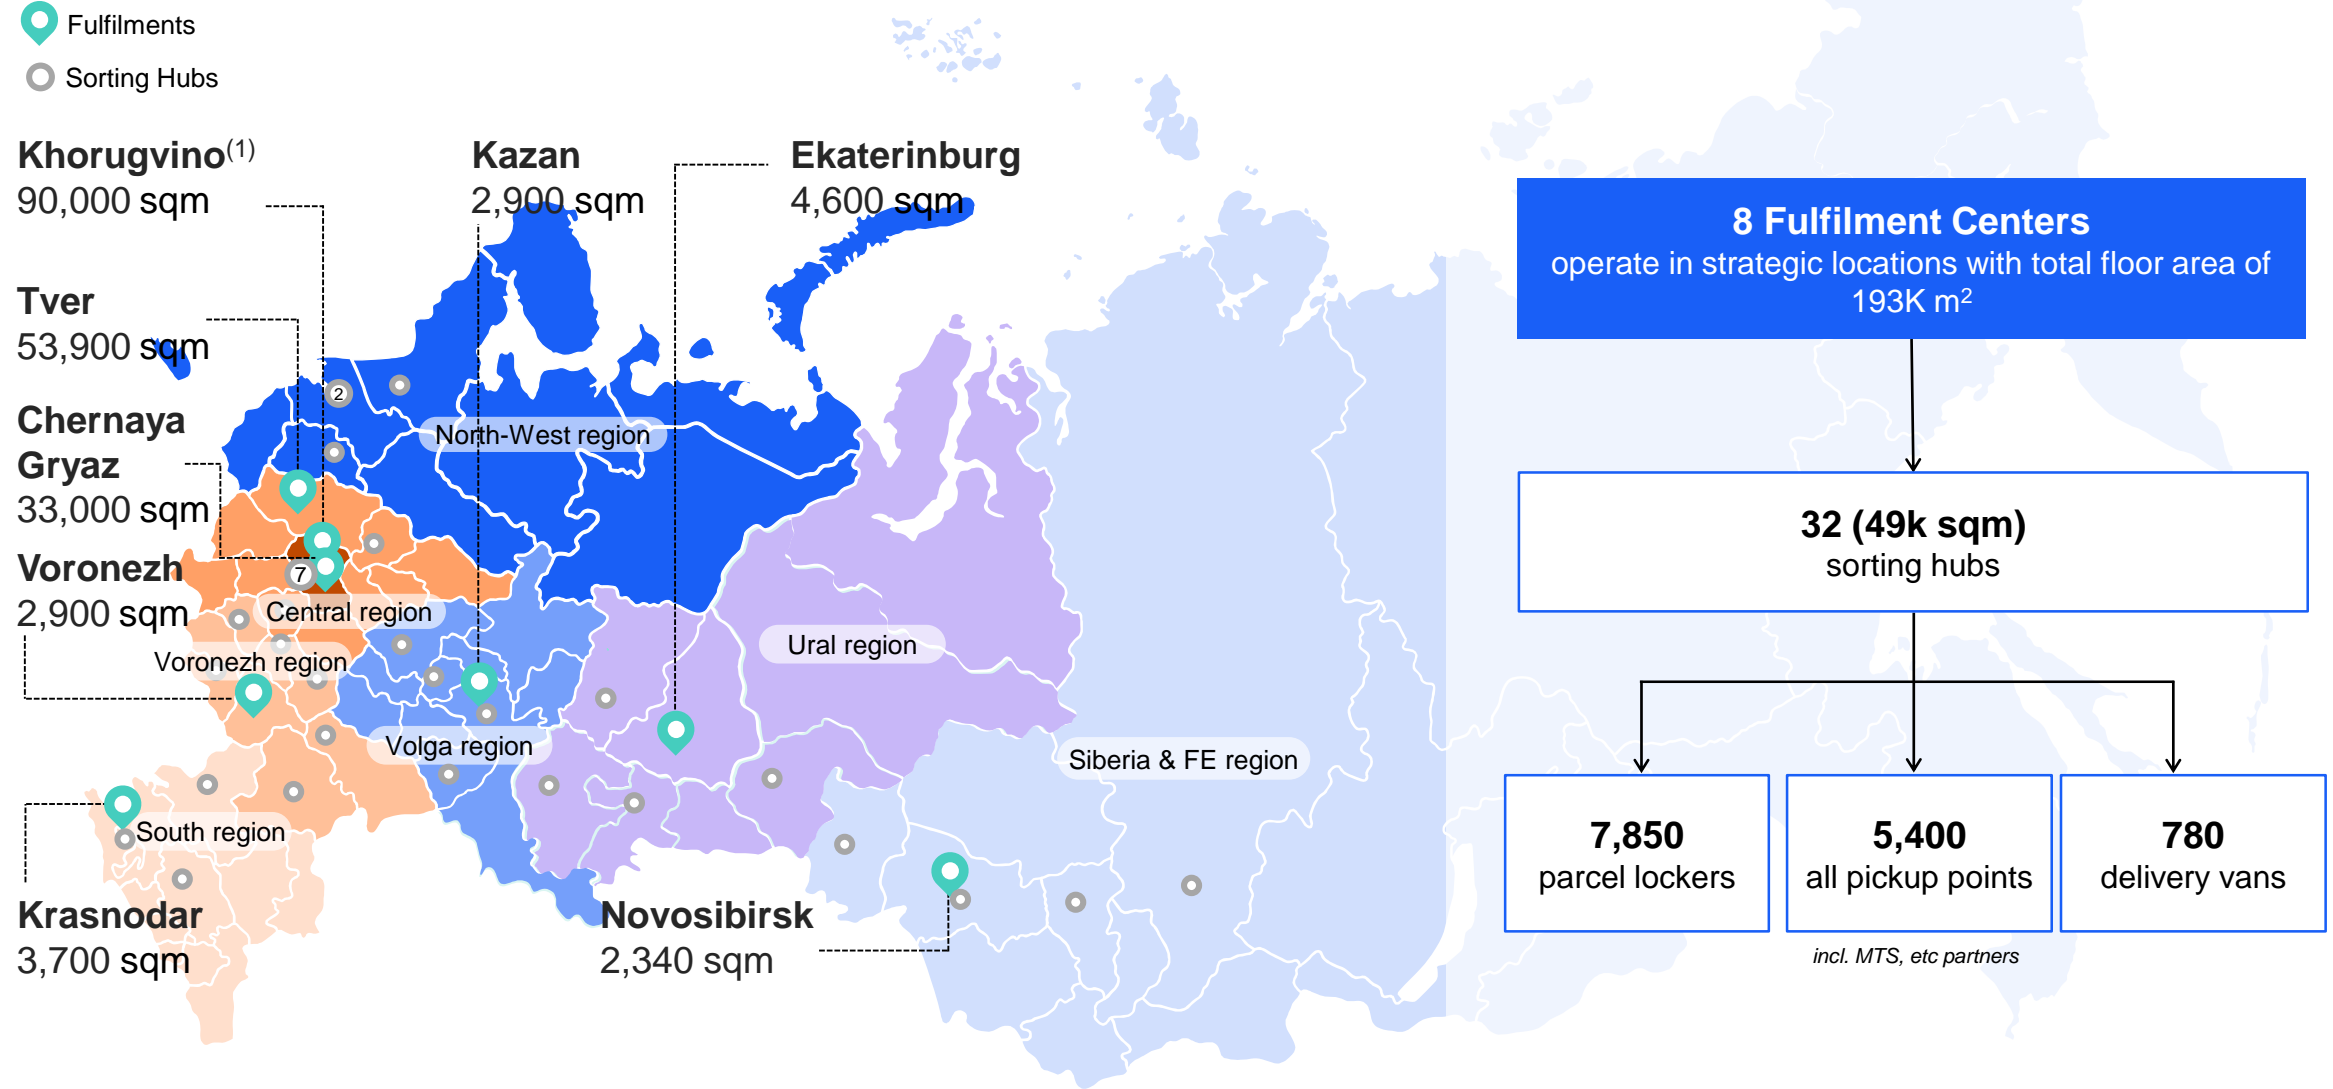 Fulfilments
Sorting Hubs
Khorugvino(1)
90,000 sqm
Kazan
2,900 sqm
Ekaterinburg
4,600 sqm
Tver
53,900 sqm
Chernaya
Gryaz
33,000 sqm
Voronezh
2,900 sqm
Krasnodar
3,700 sqm
Novosibirsk
2,340 sqm
2
North-West region
7
Central region
Voronezh region
Ural region
Volga region
Siberia & FE region
South region
8 Fulfilment Centers
operate in strategic locations with total floor area of
193K m²
32 (49k sqm)
sorting hubs
7,850
parcel lockers
5,400
all pickup points
780
delivery vans
incl. MTS, etc partners